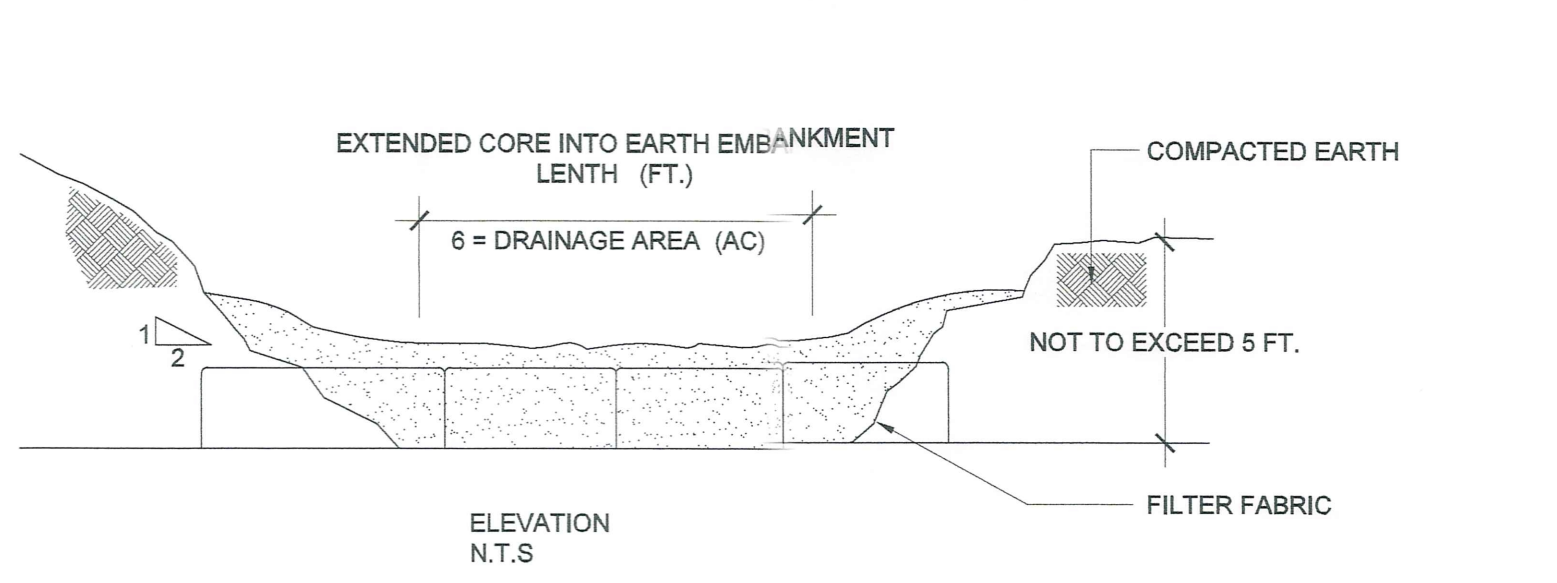 EXTENDED CORE INTO EARTH EMBANKMENT
LENTH (FT.)
6 = DRAINAGE AREA (AC)
COMPACTED EARTH
1
2
NOT TO EXCEED 5 FT.
FILTER FABRIC
ELEVATION
N.T.S